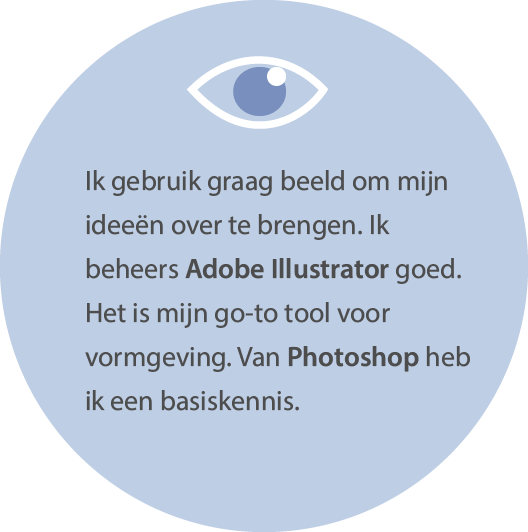 Ik gebruik graag beeld om mijn
ideeën over te brengen. Ik
beheers Adobe Illustrator goed.
Het is mijn go-to tool voor
vormgeving. Van Photoshop heb
ik een basiskennis.